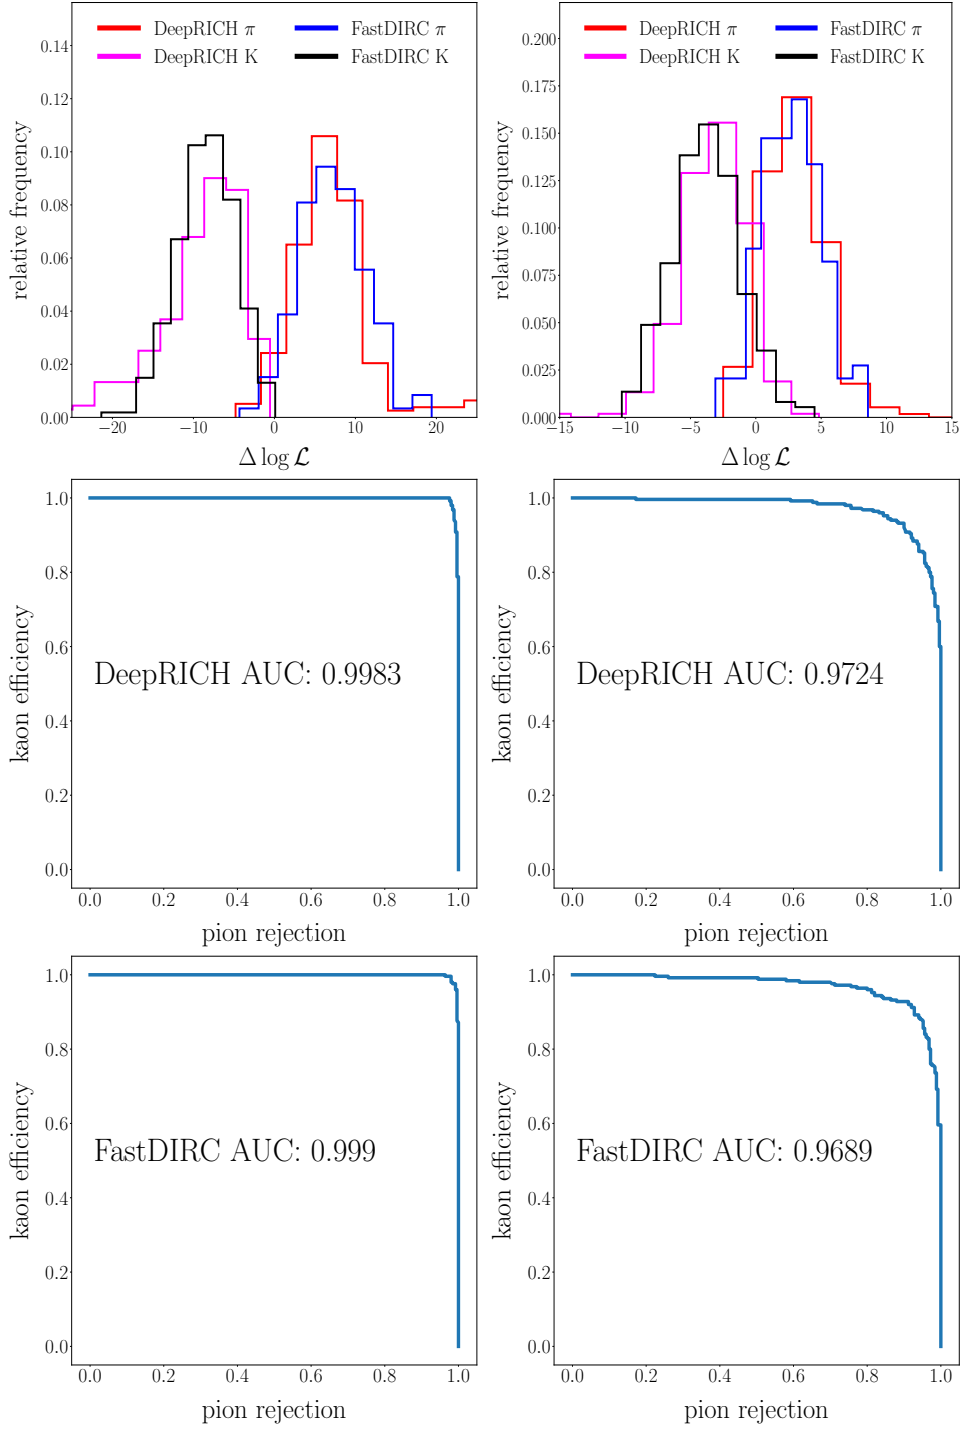 DeepRICH π FastDIRC π
DeepRICH K FastDIRC K
0.14
0.12
0.10
0.08
0.06
0.04
0.02
0.00
relative frequency
−20 −10 0 10 20
Δ log ℒ
DeepRICH π FastDIRC π
DeepRICH K FastDIRC K
0.200
0.175
0.150
0.125
0.100
0.075
0.050
0.025
0.000
relative frequency
−15 −10 −5 0 5 10 15
Δ log ℒ
1.0
0.8
0.6
0.4
0.2
0.0
kaon efficiency
DeepRICH AUC: 0.9983
0.0 0.2 0.4 0.6 0.8 1.0
pion rejection
1.0
0.8
0.6
0.4
0.2
0.0
kaon efficiency
DeepRICH AUC: 0.9724
0.0 0.2 0.4 0.6 0.8 1.0
pion rejection
1.0
0.8
0.6
0.4
0.2
0.0
kaon efficiency
FastDIRC AUC: 0.999
0.0 0.2 0.4 0.6 0.8 1.0
pion rejection
1.0
0.8
0.6
0.4
0.2
0.0
kaon efficiency
FastDIRC AUC: 0.9689
0.0 0.2 0.4 0.6 0.8 1.0
pion rejection